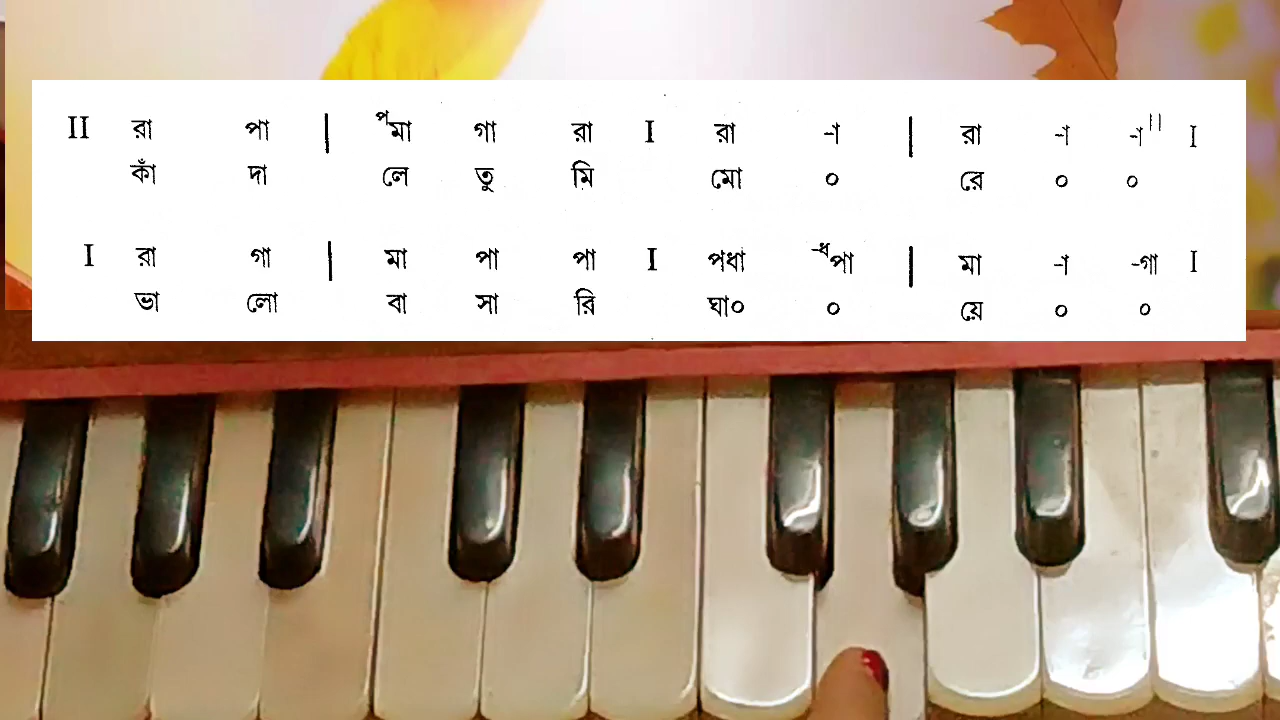 II রা পা | পমা গা রা I রা -া | রা -া -া II I
কাঁ দা লে তু মি মো ০ রে ০ ০
I রা গা | মা পা পা I পধা -ধপা | মা -া -গা I
ভা লো বা সা রি ঘা০ ০ য়ে ০ ০